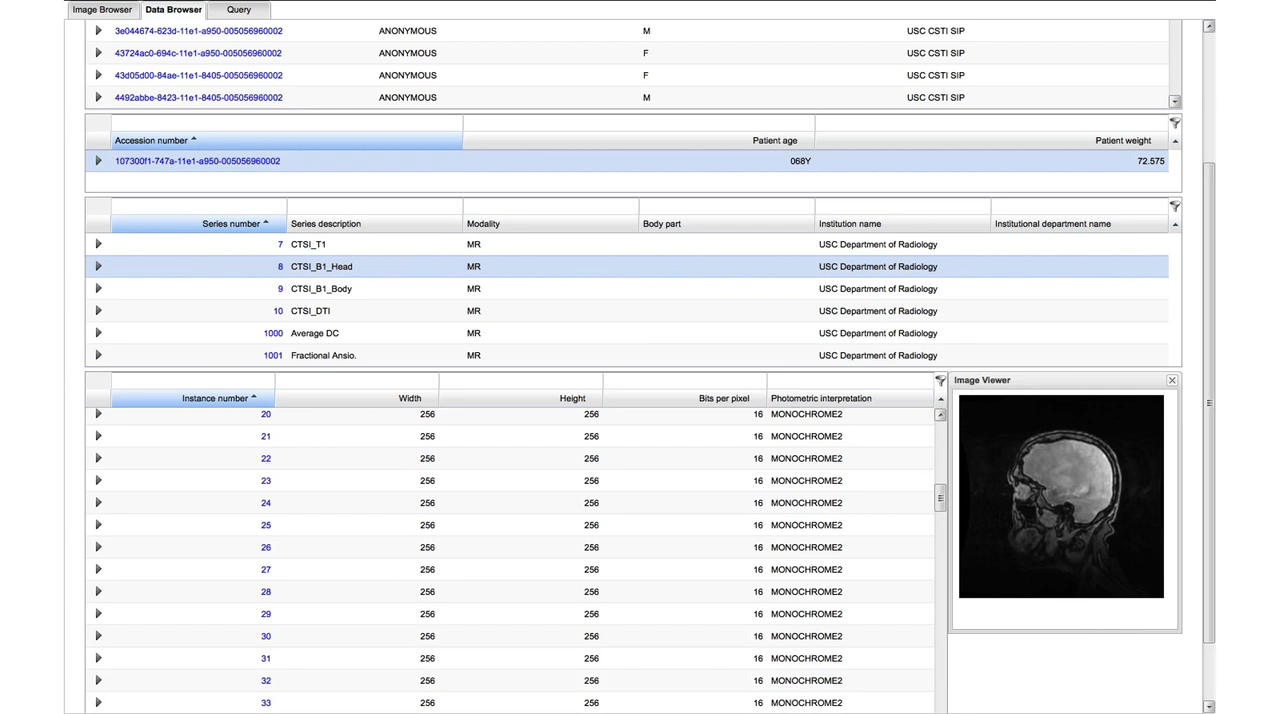 Image Browser Data Browser Query
3e044674-623d-11e1-a950-005056960002 ANONYMOUS M USC CSTI SIP
43724ac0-694c-11e1-a950-005056960002 ANONYMOUS F USC CSTI SIP
43d05d00-84ae-11e1-8405-005056960002 ANONYMOUS F USC CSTI SIP
4492abbe-8423-11e1-8405-005056960002 ANONYMOUS M USC CSTI SIP
Accession number Patient age Patient weight
107300f1-747a-11e1-a950-005056960002 068Y 72.575
Series number Series description Modality Body part Institution name Institutional department name
7 CTSI_T1 MR USC Department of Radiology
8 CTSI_B1_Head MR USC Department of Radiology
9 CTSI_B1_Body MR USC Department of Radiology
10 CTSI_DTI MR USC Department of Radiology
1000 Average DC MR USC Department of Radiology
1001 Fractional Ansio. MR USC Department of Radiology
Image Viewer
Instance number Width Height Bits per pixel Photometric interpretation
20 256 256 16 MONOCHROME2
21 256 256 16 MONOCHROME2
22 256 256 16 MONOCHROME2
23 256 256 16 MONOCHROME2
24 256 256 16 MONOCHROME2
25 256 256 16 MONOCHROME2
26 256 256 16 MONOCHROME2
27 256 256 16 MONOCHROME2
28 256 256 16 MONOCHROME2
29 256 256 16 MONOCHROME2
30 256 256 16 MONOCHROME2
31 256 256 16 MONOCHROME2
32 256 256 16 MONOCHROME2
33 256 256 16 MONOCHROME2